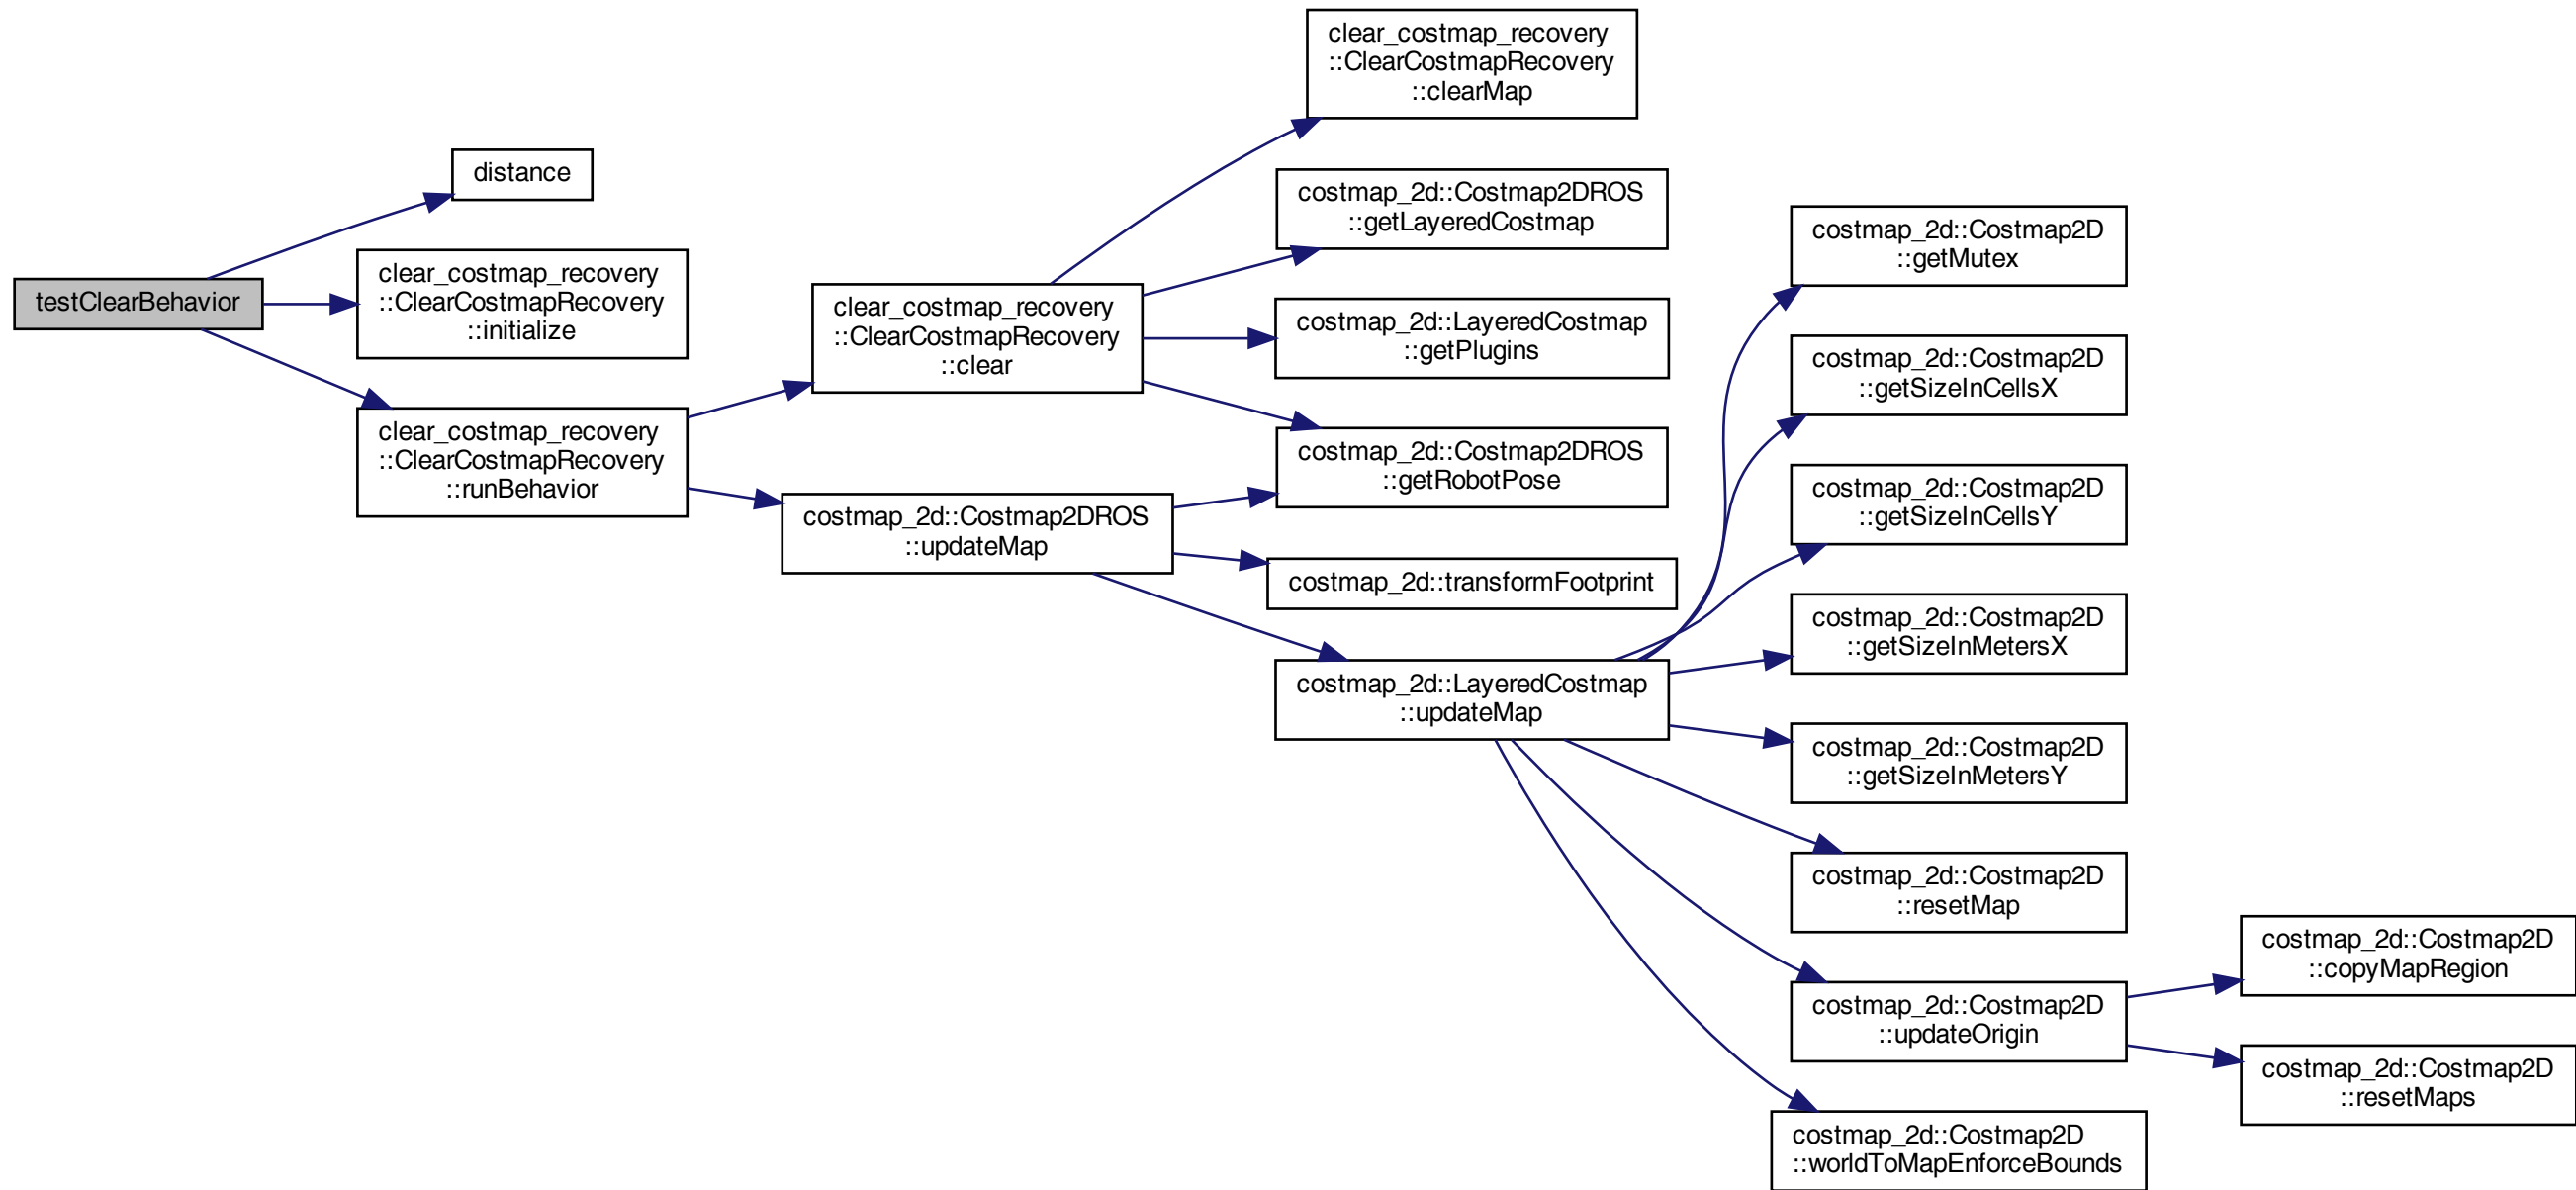 testClearBehavior
distance
clear_costmap_recovery
::ClearCostmapRecovery
::initialize
clear_costmap_recovery
::ClearCostmapRecovery
::runBehavior
clear_costmap_recovery
::ClearCostmapRecovery
::clear
costmap_2d::Costmap2DROS
::updateMap
clear_costmap_recovery
::ClearCostmapRecovery
::clearMap
costmap_2d::Costmap2DROS
::getLayeredCostmap
costmap_2d::LayeredCostmap
::getPlugins
costmap_2d::Costmap2DROS
::getRobotPose
costmap_2d::transformFootprint
costmap_2d::LayeredCostmap
::updateMap
costmap_2d::Costmap2D
::getMutex
costmap_2d::Costmap2D
::getSizeInCellsX
costmap_2d::Costmap2D
::getSizeInCellsY
costmap_2d::Costmap2D
::getSizeInMetersX
costmap_2d::Costmap2D
::getSizeInMetersY
costmap_2d::Costmap2D
::resetMap
costmap_2d::Costmap2D
::updateOrigin
costmap_2d::Costmap2D
::worldToMapEnforceBounds
costmap_2d::Costmap2D
::copyMapRegion
costmap_2d::Costmap2D
::resetMaps